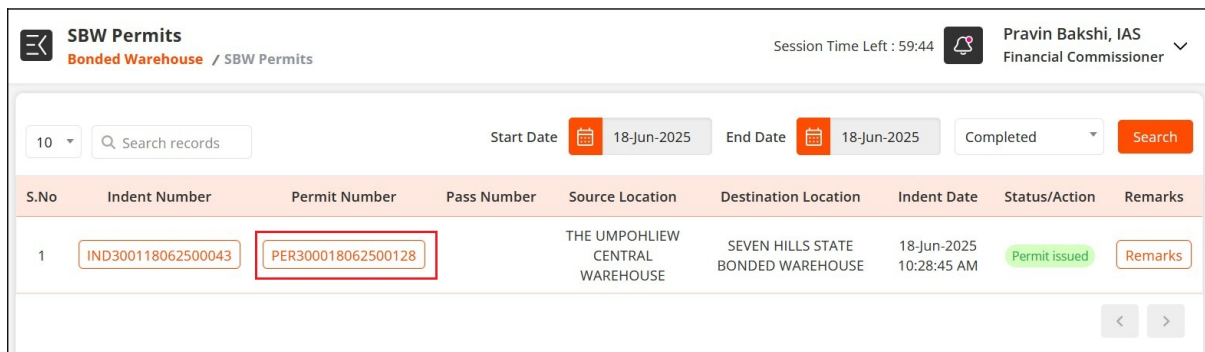 SBW Permits
Bonded Warehouse / SBW Permits
Session Time Left : 59:44
Pravin Bakshi, IAS
Financial Commissioner
10
Search records
Start Date
18-Jun-2025
End Date
18-Jun-2025
Completed
Search
S.No Indent Number Permit Number Pass Number Source Location Destination Location Indent Date Status/Action Remarks
1
IND300118062500043
PER300018062500128
THE UMPOHLIEW
CENTRAL
WAREHOUSE
SEVEN HILLS STATE
BONDED WAREHOUSE
18-Jun-2025
10:28:45 AM
Permit issued
Remarks